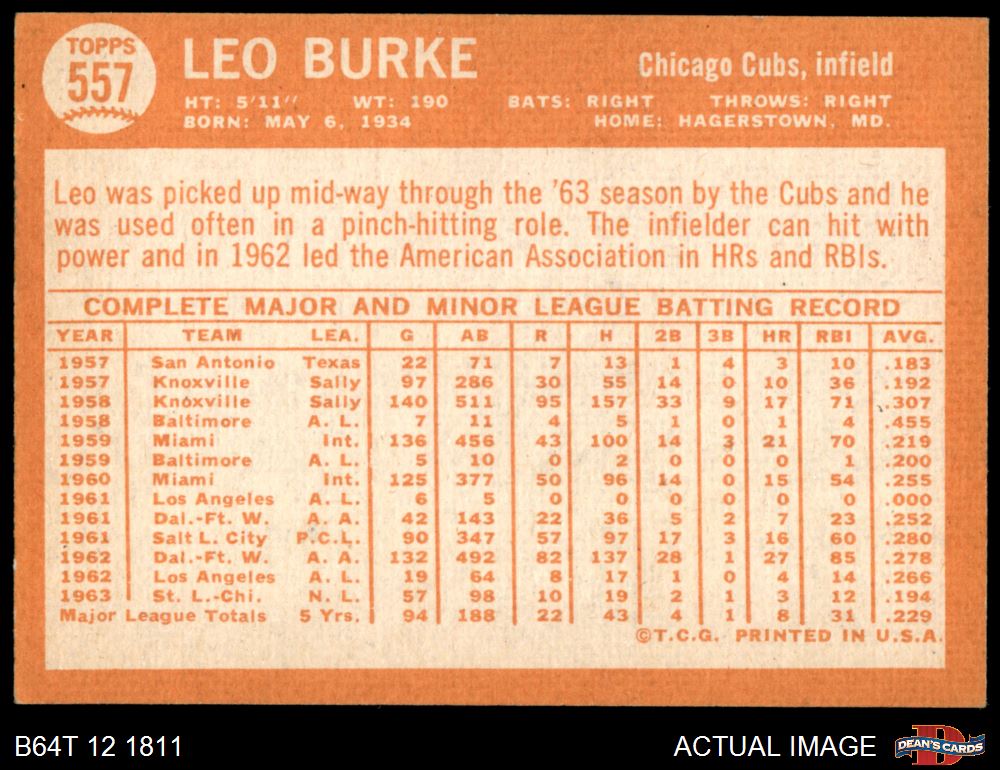 TOPPS
557
LEO BURKE
Chicago Cubs, infield
HT: 5'11" WT: 190 BATS: RIGHT THROWS: RIGHT
BORN: MAY 6, 1934 HOME: HAGERSTOWN, MD.
Leo was picked up mid-way through the '63 season by the Cubs and he
was used often in a pinch-hitting role. The infielder can hit with
power and in 1962 led the American Association in HRs and RBIs.
COMPLETE MAJOR AND MINOR LEAGUE BATTING RECORD
YEAR TEAM LEA. G AB R H 2B 3B HR RBI AVG.
1957 San Antonio Texas 22 71 7 13 1 4 3 10 .183
1957 Knoxville Sally 97 286 30 55 14 0 10 36 .192
1958 Knoxville Sally 140 511 95 157 33 9 17 71 .307
1958 Baltimore A. L. 7 11 4 5 1 0 1 4 .455
1959 Miami Int. 136 456 43 100 14 3 21 70 .219
1959 Baltimore A. L. 5 10 0 2 0 0 0 1 .200
1960 Miami Int. 125 377 50 96 14 0 15 54 .255
1961 Los Angeles A. L. 6 5 0 0 0 0 0 0 .000
1961 Dal.-Ft. W. A. A. 42 143 22 36 5 2 7 23 .252
1961 Salt L. City P.C.L. 90 347 57 97 17 3 16 60 .280
1962 Dal.-Ft. W. A. A. 132 492 82 137 28 1 27 85 .278
1962 Los Angeles A. L. 19 64 8 17 1 0 4 14 .266
1963 St. L.-Chi. N. L. 57 98 10 19 2 1 3 12 .194
Major League Totals 5 Yrs. 94 188 22 43 4 1 8 31 .229
©T.C.G. PRINTED IN U.S.A.
B64T 12 1811
ACTUAL IMAGE
D
DEAN'S CARDS